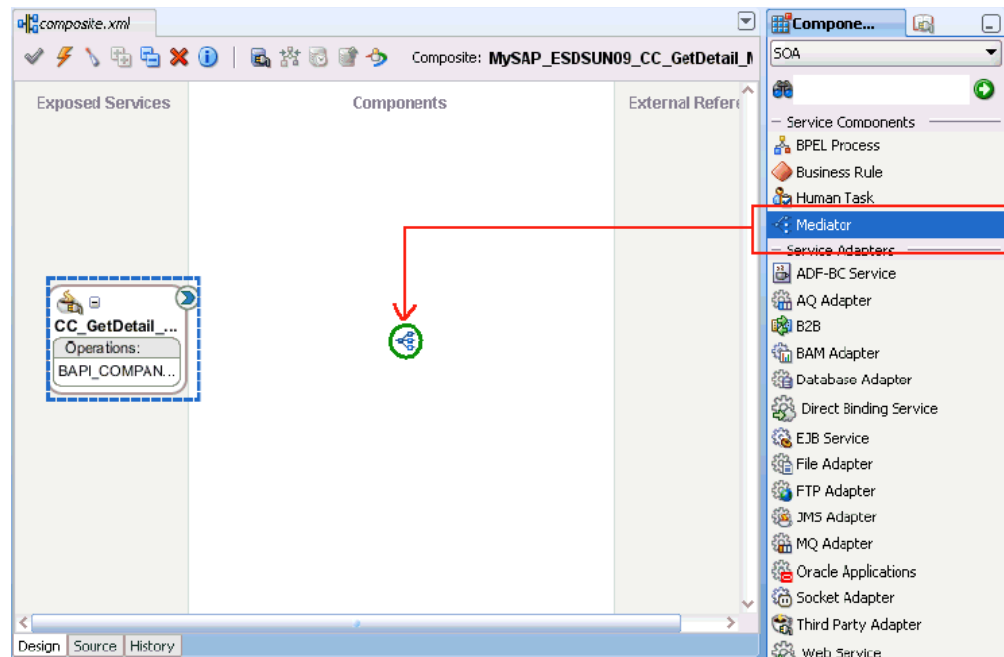 composite.xml
Composite: MySAP_ESDSUN09_CC_GetDetail_
Exposed Services
Components
External Refere
CC_GetDetail_...
Operations:
BAPI_COMPAN...
Design
Source
History
Compone...
SOA
Service Components
BPEL Process
Business Rule
Human Task
Mediator
Service Adapters
ADF-BC Service
AQ Adapter
B2B
BAM Adapter
Database Adapter
Direct Binding Service
EJB Service
File Adapter
FTP Adapter
JMS Adapter
MQ Adapter
Oracle Applications
Socket Adapter
Third Party Adapter
Web Service